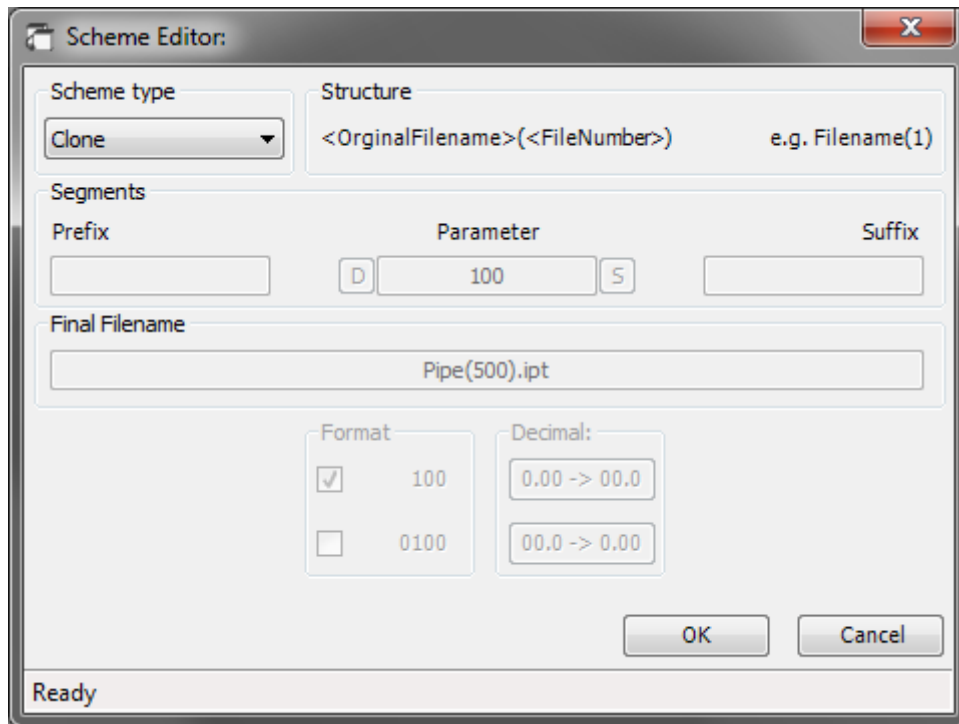 Scheme Editor:
x
Scheme type
Structure
Clone
<OrginalFilename>(<FileNumber>)
e.g. Filename(1)
Segments
Prefix
Parameter
Suffix
D
100
S
Final Filename
Pipe(500).ipt
Format
Decimal:
100
0.00 -> 00.0
0100
00.0 -> 0.00
OK
Cancel
Ready